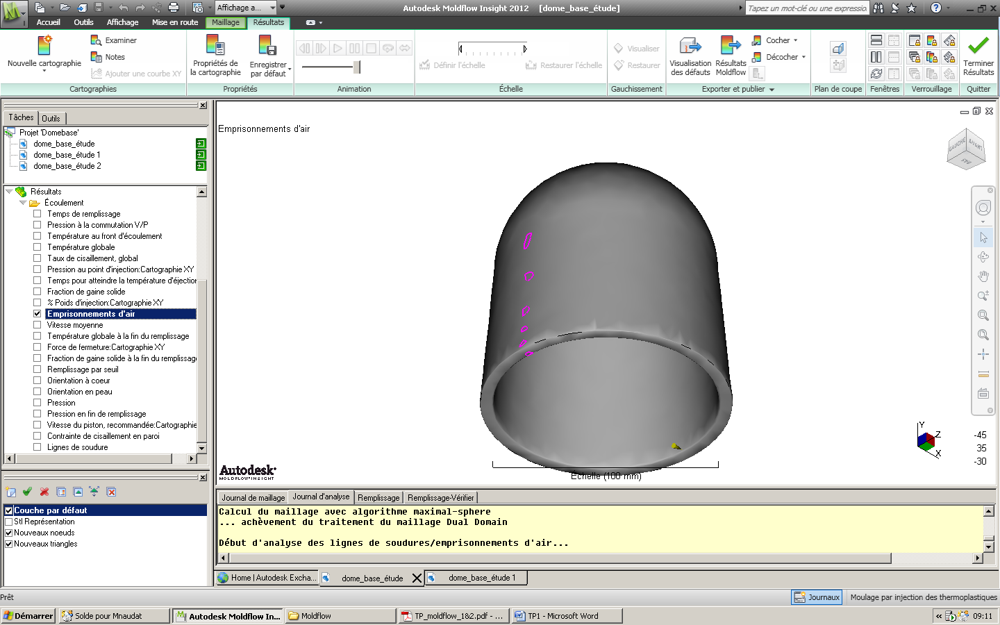 Affichage a...
Autodesk Moldflow Insight 2012 [dome_base_étude]
Tapez un mot-clé ou une expressio
Accueil Outils Affichage Mise en route Maillage Résultats
Nouvelle cartographie
Examiner
Notes
Ajouter une courbe XY
Cartographies
Propriétés de
la cartographie
Enregistrer
par défaut
Propriétés
Animation
Définir l'échelle
Restaurer l'échelle
Échelle
Visualiser
Restaurer
Gauchissement
Visualisation
des défauts
Résultats
Moldflow
Cocher
Décocher
Exporter et publier
Plan de coupe
Fenêtres
Verrouillage
Terminer
Résultats
Quitter
Tâches Outils
Projet 'Domebase'
dome_base_étude
dome_base_étude 1
dome_base_étude 2
Résultats
Écoulement
Temps de remplissage
Pression à la commutation V/P
Température au front d'écoulement
Température globale
Taux de cisaillement, global
Pression au point d'injection:Cartographie XY
Temps pour atteindre la température d'éjection
Fraction de gaine solide
% Poids d'injection:Cartographie XY
Emprisonnements d'air
Vitesse moyenne
Température globale à la fin du remplissage
Force de fermeture:Cartographie XY
Fraction de gaine solide à la fin du remplissage
Remplissage par seuil
Orientation à coeur
Orientation en peau
Pression
Pression en fin de remplissage
Vitesse du piston, recommandée:Cartographie
Contrainte de cisaillement en paroi
Lignes de soudure
Couche par défaut
Stl Représentation
Nouveaux noeuds
Nouveaux triangles
Emprisonnements d'air
GAUCHE AVANT
Y
Z
X
-45
35
-30
Autodesk
MOLDFLOW INSIGHT
Échelle (100 mm)
Journal de maillage Journal d'analyse Remplissage Remplissage-Vérifier
Calcul du maillage avec algorithme maximal-sphere
... achèvement du traitement du maillage Dual Domain
Début d'analyse des lignes de soudures/emprisonnements d'air...
Home | Autodesk Excha... dome_base_étude dome_base_étude 1
Prêt
Journaux
Moulage par injection des thermoplastiques
Démarrer Solde pour Mnaudat Autodesk Moldflow In... Moldflow TP_moldflow_1&2.pdf - ... TP1 - Microsoft Word
« 09:11